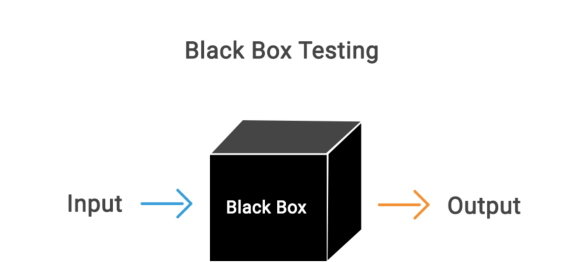 Black Box Testing
Input
Black Box
Output